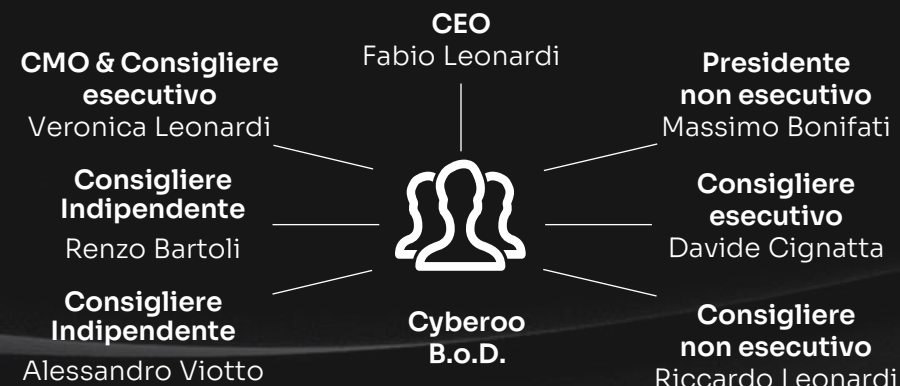 CEO
Fabio Leonardi
CMO & Consigliere
esecutivo
Veronica Leonardi
Presidente
non esecutivo
Massimo Bonifati
Consigliere
Indipendente
Renzo Bartoli
Consigliere
esecutivo
Davide Cignatta
Consigliere
Indipendente
Alessandro Viotto
Cyberoo
B.o.D.
Consigliere
non esecutivo
Riccardo Leonardi